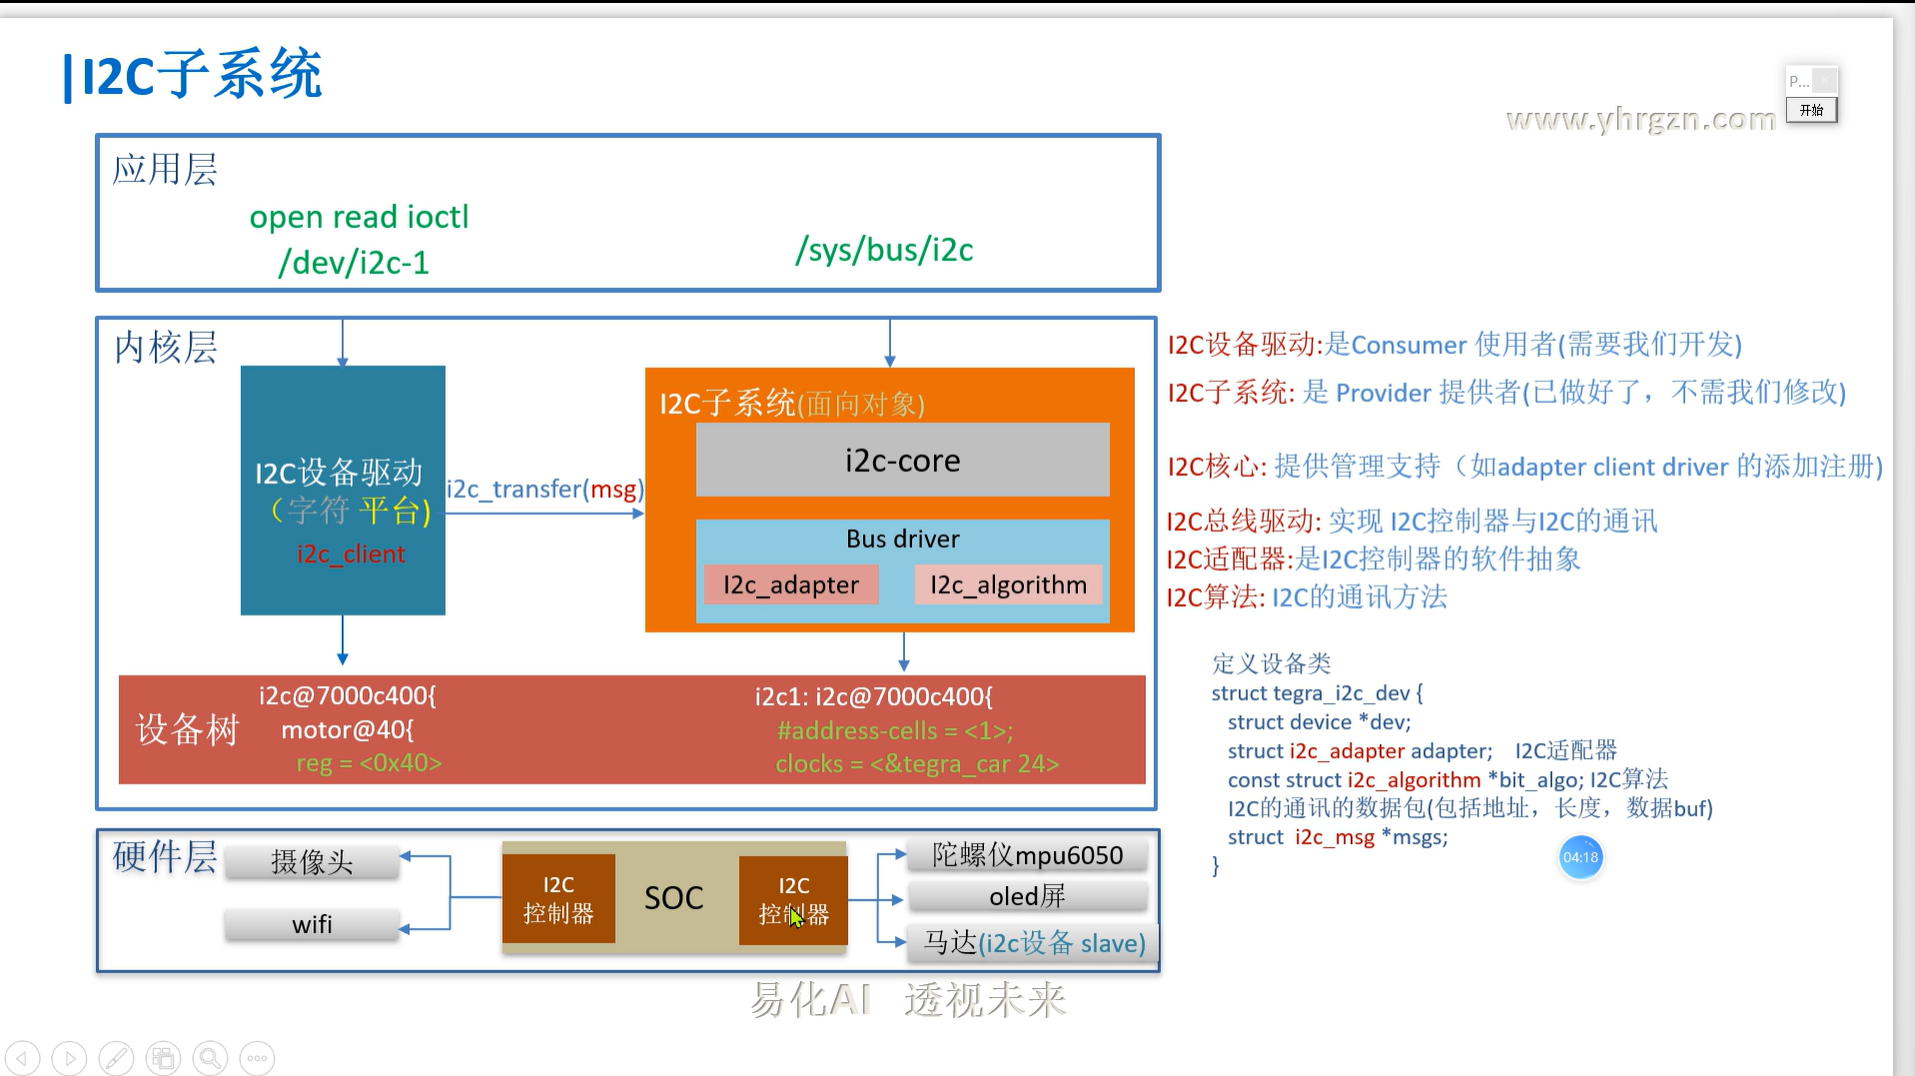 |I2C子系统
P...
开始
www.yhrgzn.com
应用层
open read ioctl
/dev/i2c-1
/sys/bus/i2c
内核层
I2C设备驱动
（字符 平台)
i2c_client
i2c_transfer(msg)
I2C子系统(面向对象)
i2c-core
Bus driver
I2c_adapter
I2c_algorithm
设备树
i2c@7000c400{
motor@40{
reg = <0x40>
i2c1: i2c@7000c400{
#address-cells = <1>;
clocks = <&tegra_car 24>
硬件层
摄像头
wifi
I2C
控制器
SOC
I2C
控制器
陀螺仪mpu6050
oled屏
马达(i2c设备 slave)
I2C设备驱动:是Consumer 使用者(需要我们开发)
I2C子系统: 是 Provider 提供者(已做好了，不需我们修改)
I2C核心: 提供管理支持（如adapter client driver 的添加注册)
I2C总线驱动: 实现 I2C控制器与I2C的通讯
I2C适配器:是I2C控制器的软件抽象
I2C算法: I2C的通讯方法
定义设备类
struct tegra_i2c_dev {
struct device *dev;
struct i2c_adapter adapter; I2C适配器
const struct i2c_algorithm *bit_algo; I2C算法
I2C的通讯的数据包(包括地址，长度，数据buf)
struct i2c_msg *msgs;
}
04:18
易化AI 透视未来